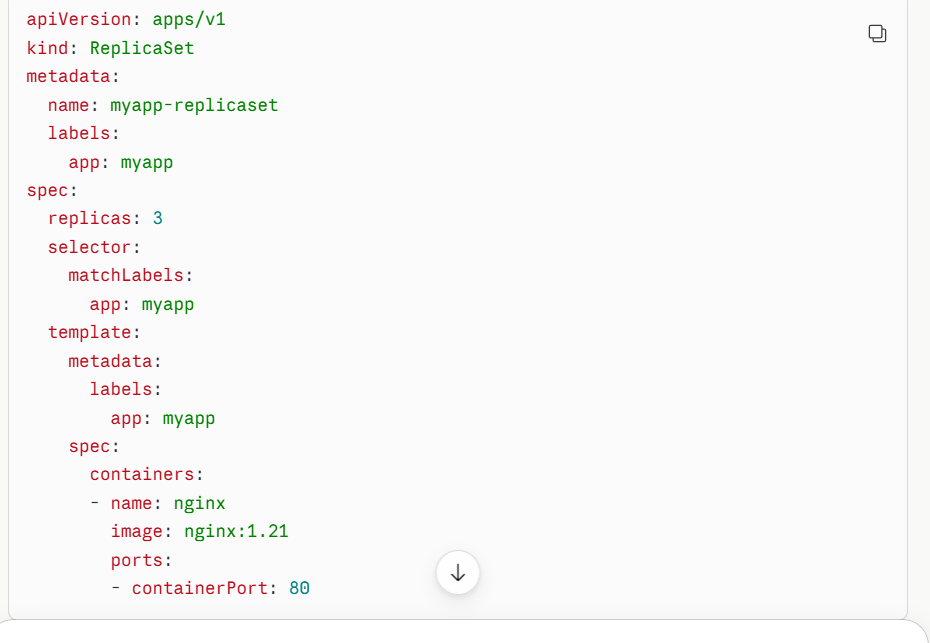 apiVersion: apps/v1
kind: ReplicaSet
metadata:
  name: myapp-replicaset
  labels:
    app: myapp
spec:
  replicas: 3
  selector:
    matchLabels:
      app: myapp
  template:
    metadata:
      labels:
        app: myapp
    spec:
      containers:
      - name: nginx
        image: nginx:1.21
        ports:
        - containerPort: 80